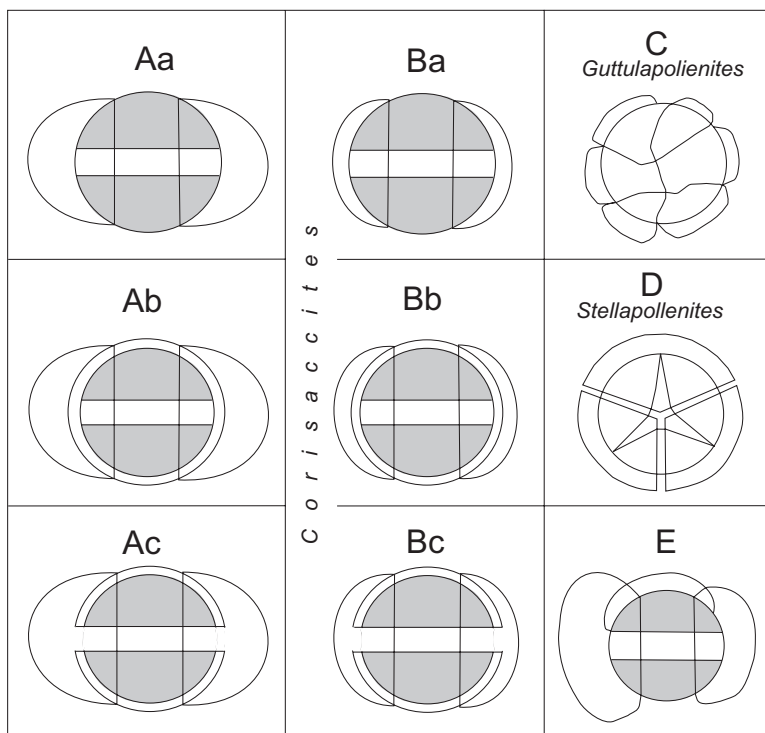 Aa
Ba
C
Guttulapolienites
Corisaccites
Ab
Bb
D
Stellapollenites
Ac
Bc
E